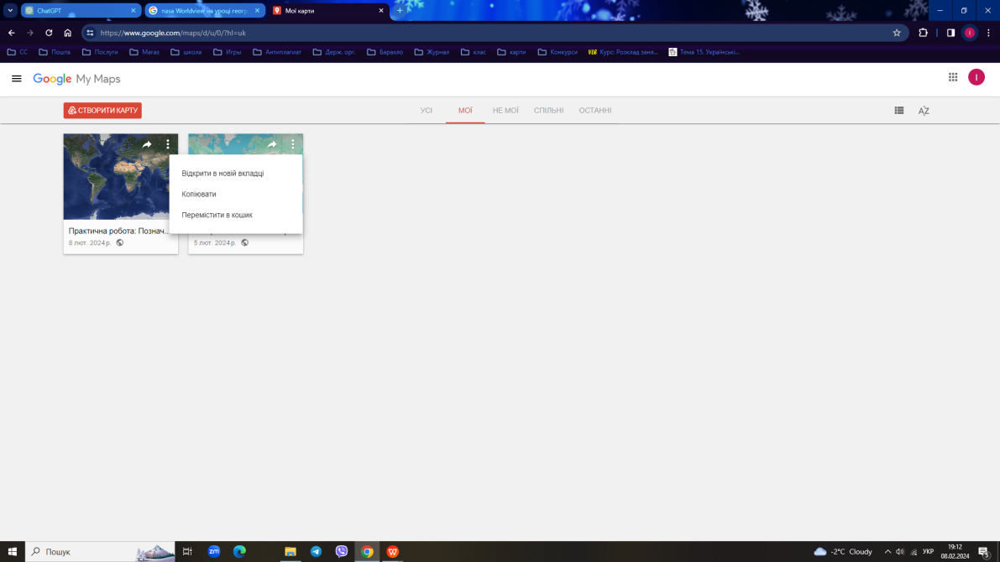 ChatGPT
nasa Worldview на уроці геогр
Мої карти
https://www.google.com/maps/d/u/0/?hl=uk
СС
Пошта
Послуги
Магаз
школа
Игры
Антиплагиат
Держ. орг.
Барахло
Журнал
клас
карти
Конкурси
Курс: Розклад заня...
Тема 15. Українські...
Google My Maps
I
СТВОРИТИ КАРТУ
УСІ
МОЇ
НЕ МОЇ
СПІЛЬНІ
ОСТАННІ
AZ
Відкрити в новій вкладці
Копіювати
Перемістити в кошик
Практична робота: Познач...
8 лют. 2024 р.
5 лют. 2024 р.
Пошук
zm
-2°C Cloudy
УКР
19:12
08.02.2024